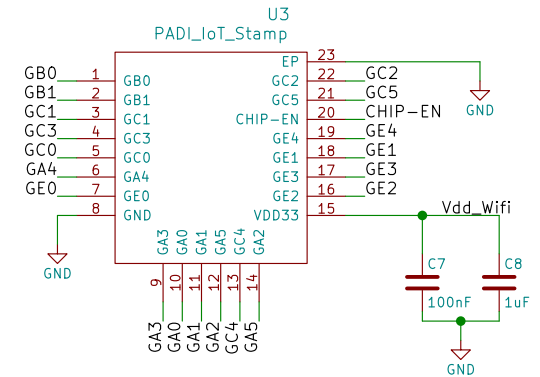 U3
PADI_IoT_Stamp
EP 23
GB0 1 GB0 GC2 22 GC2
GB1 2 GB1 GC5 21 GC5
GC1 3 GC1 CHIP-EN 20 CHIP-EN
GC3 4 GC3 GE4 19 GE4
GC0 5 GC0 GE1 18 GE1
GA4 6 GA4 GE3 17 GE3
GE0 7 GE0 GE2 16 GE2
8 GND VDD33 15
GND
GND
Vdd_Wifi
GA3 GA0 GA1 GA5 GC4 GA2
9 10 11 12 13 14
GA3 GA0 GA1 GA2 GC4 GA5
C7 C8
100nF 1uF
GND